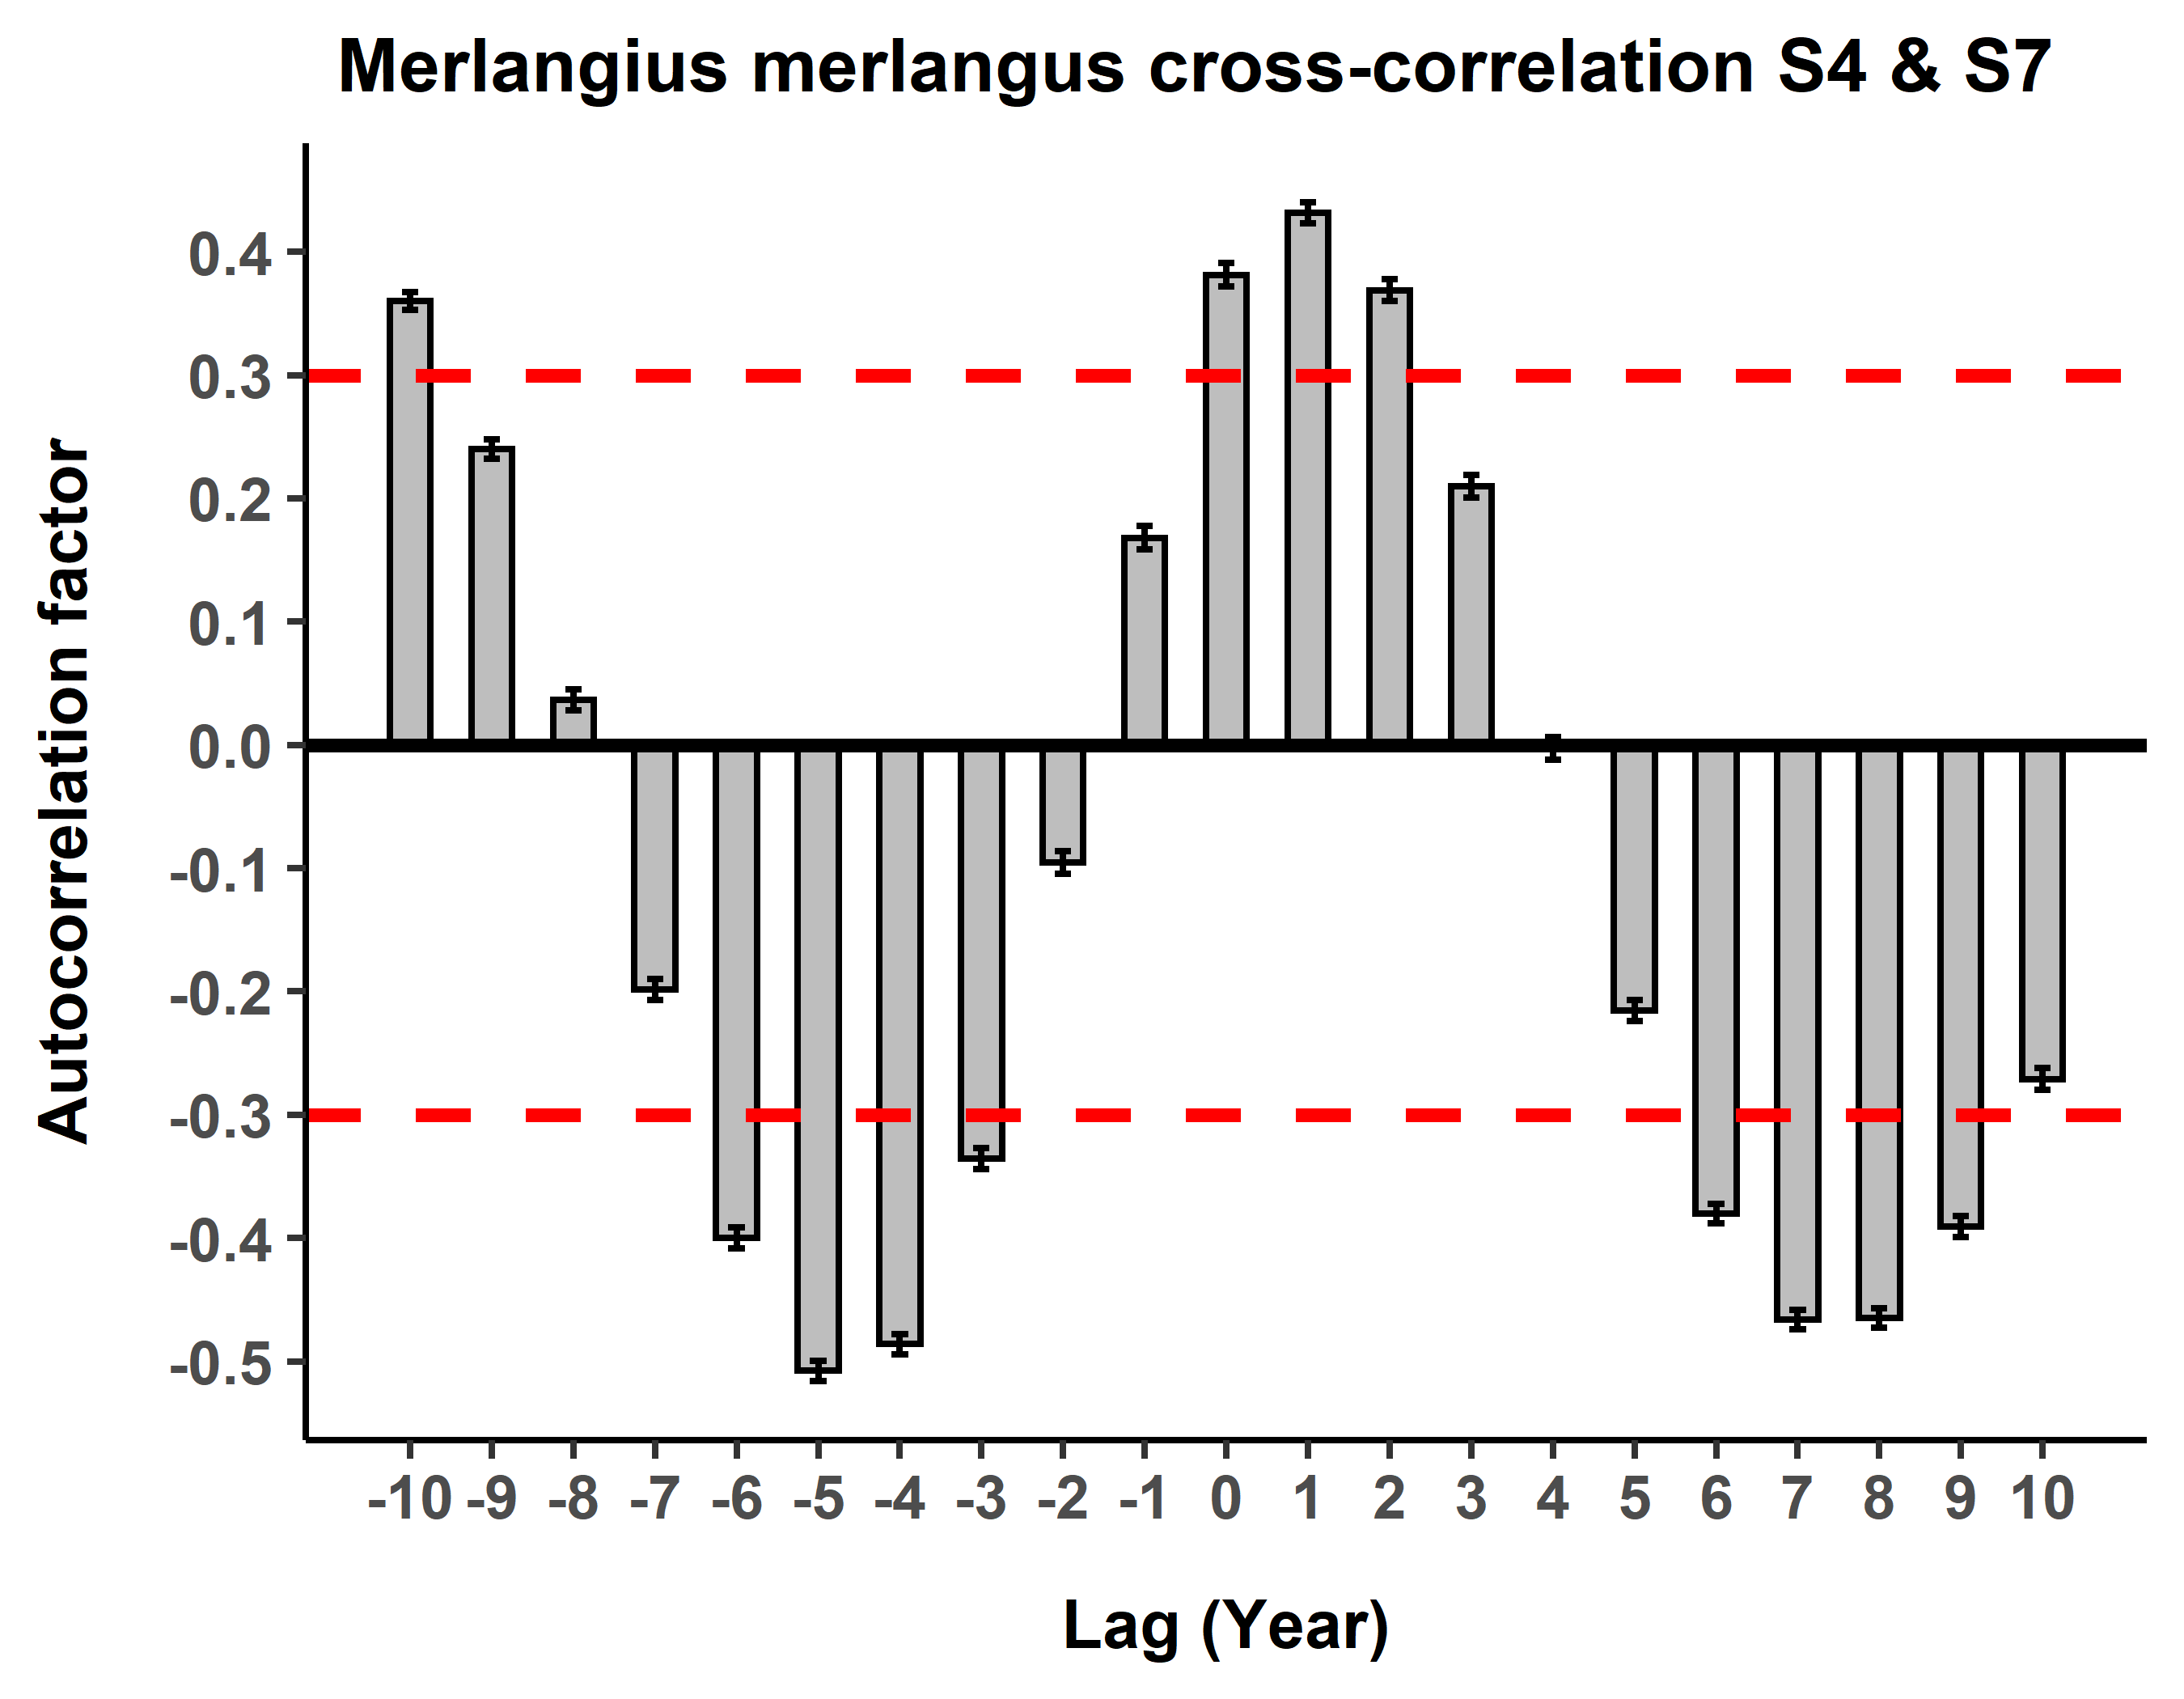 Merlangius merlangus cross-correlation S4 & S7
Autocorrelation factor
0.4
0.3
0.2
0.1
0.0
-0.1
-0.2
-0.3
-0.4
-0.5
-10 -9 -8 -7 -6 -5 -4 -3 -2 -1 0 1 2 3 4 5 6 7 8 9 10
Lag (Year)